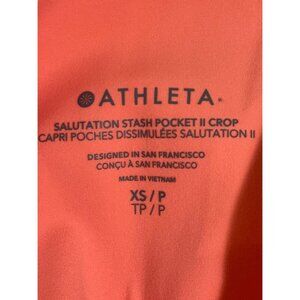 ATHLETA
SALUTATION STASH POCKET II CROP
CAPRI POCHES DISSIMULÉES SALUTATION II
DESIGNED IN SAN FRANCISCO
CONÇU À SAN FRANCISCO
MADE IN VIETNAM
XS/P
TP/P